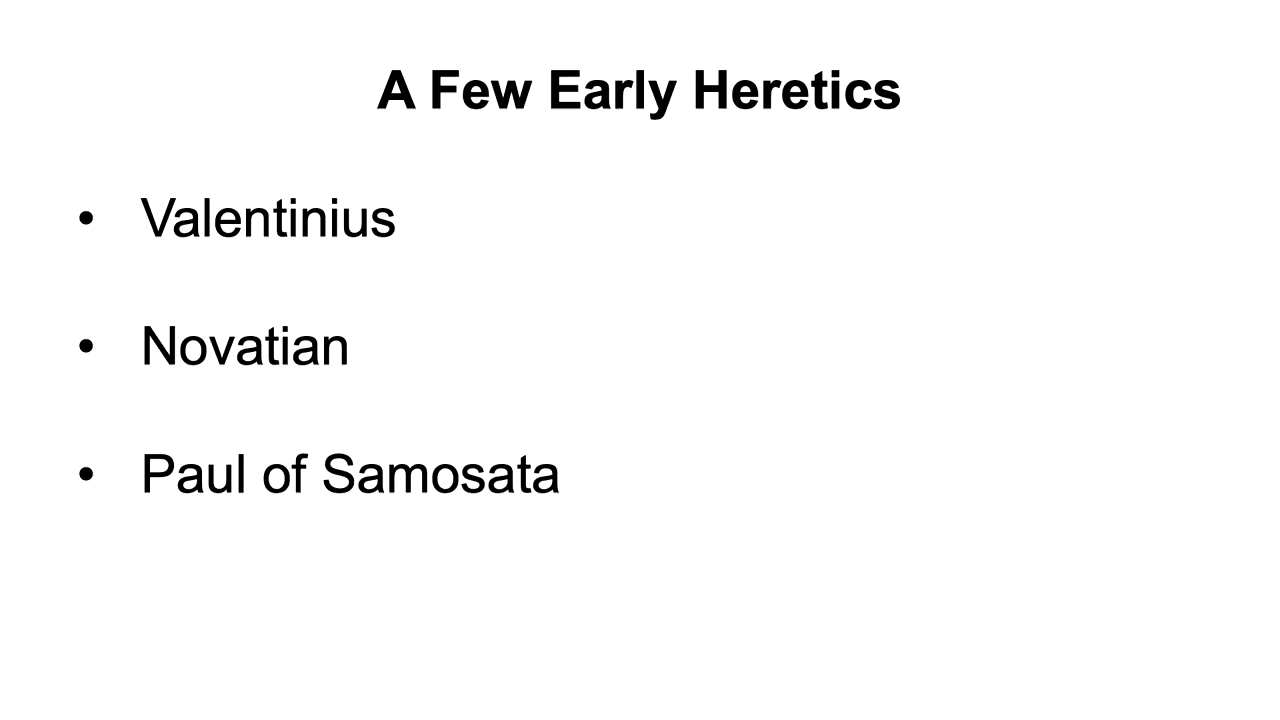 A Few Early Heretics
• Valentinius
• Novatian
• Paul of Samosata